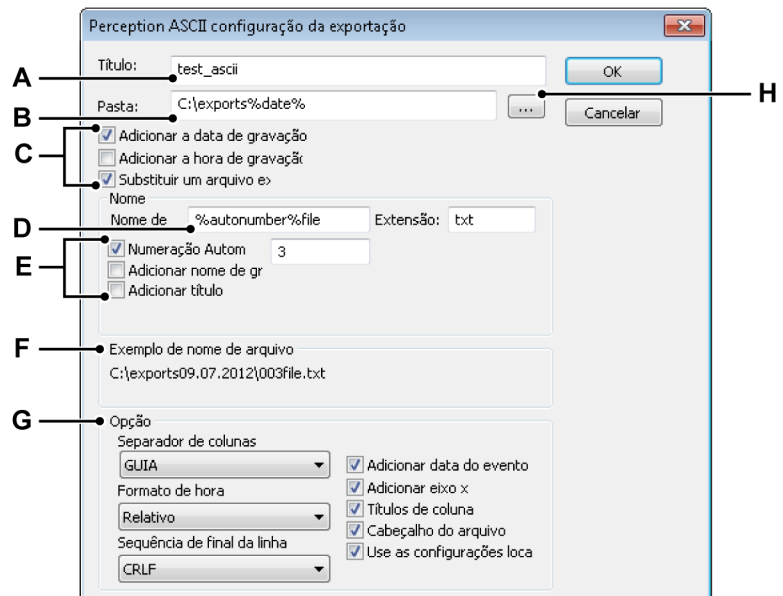 Perception ASCII configuração da exportação
A
Título:
test_ascii
OK
B
Pasta:
C:\exports%date%
...
H
Cancelar
C
Adicionar a data de gravação
Adicionar a hora de gravaçã
Substituir um arquivo e
Nome
D
Nome de
%autonumber%file
Extensão:
txt
E
Numeração Autom
3
Adicionar nome de gr
Adicionar título
F
Exemplo de nome de arquivo
C:\exports09.07.2012\003file.txt
G
Opção
Separador de colunas
GUIA
Adicionar data do evento
Formato de hora
Adicionar eixo x
Relativo
Títulos de coluna
Cabeçalho do arquivo
Sequência de final da linha
Use as configurações loca
CRLF